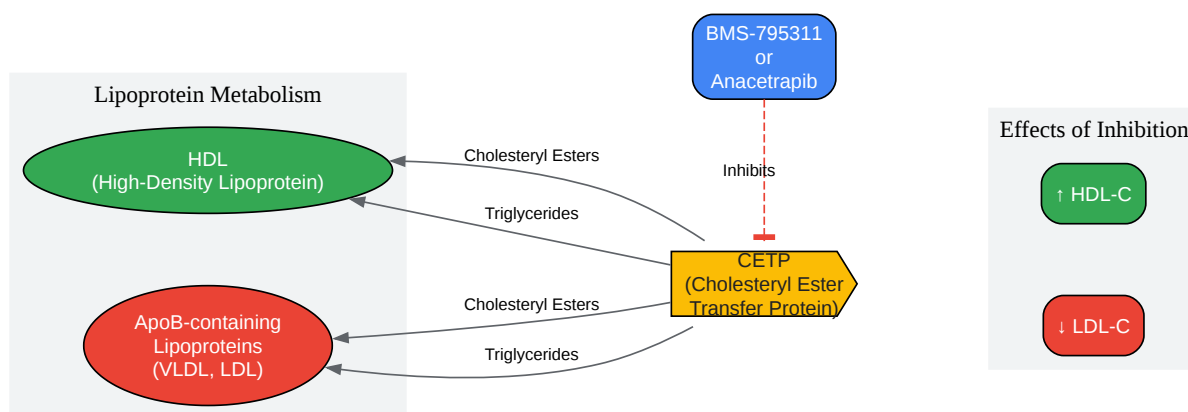 BMS-795311
or
Anacetrapib
Lipoprotein Metabolism
Effects of Inhibition
HDL
(High-Density Lipoprotein)
Cholesteryl Esters
Inhibits
↑ HDL-C
Triglycerides
CETP
(Cholesteryl Ester
Transfer Protein)
Cholesteryl Esters
ApoB-containing
Lipoproteins
(VLDL, LDL)
Triglycerides
↓ LDL-C